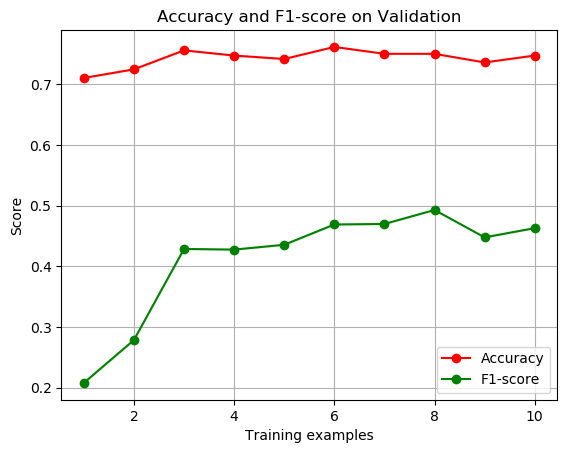 Accuracy and F1-score on Validation
Score
0.7
0.6
0.5
0.4
0.3
0.2
Accuracy
F1-score
2 4 6 8 10
Training examples